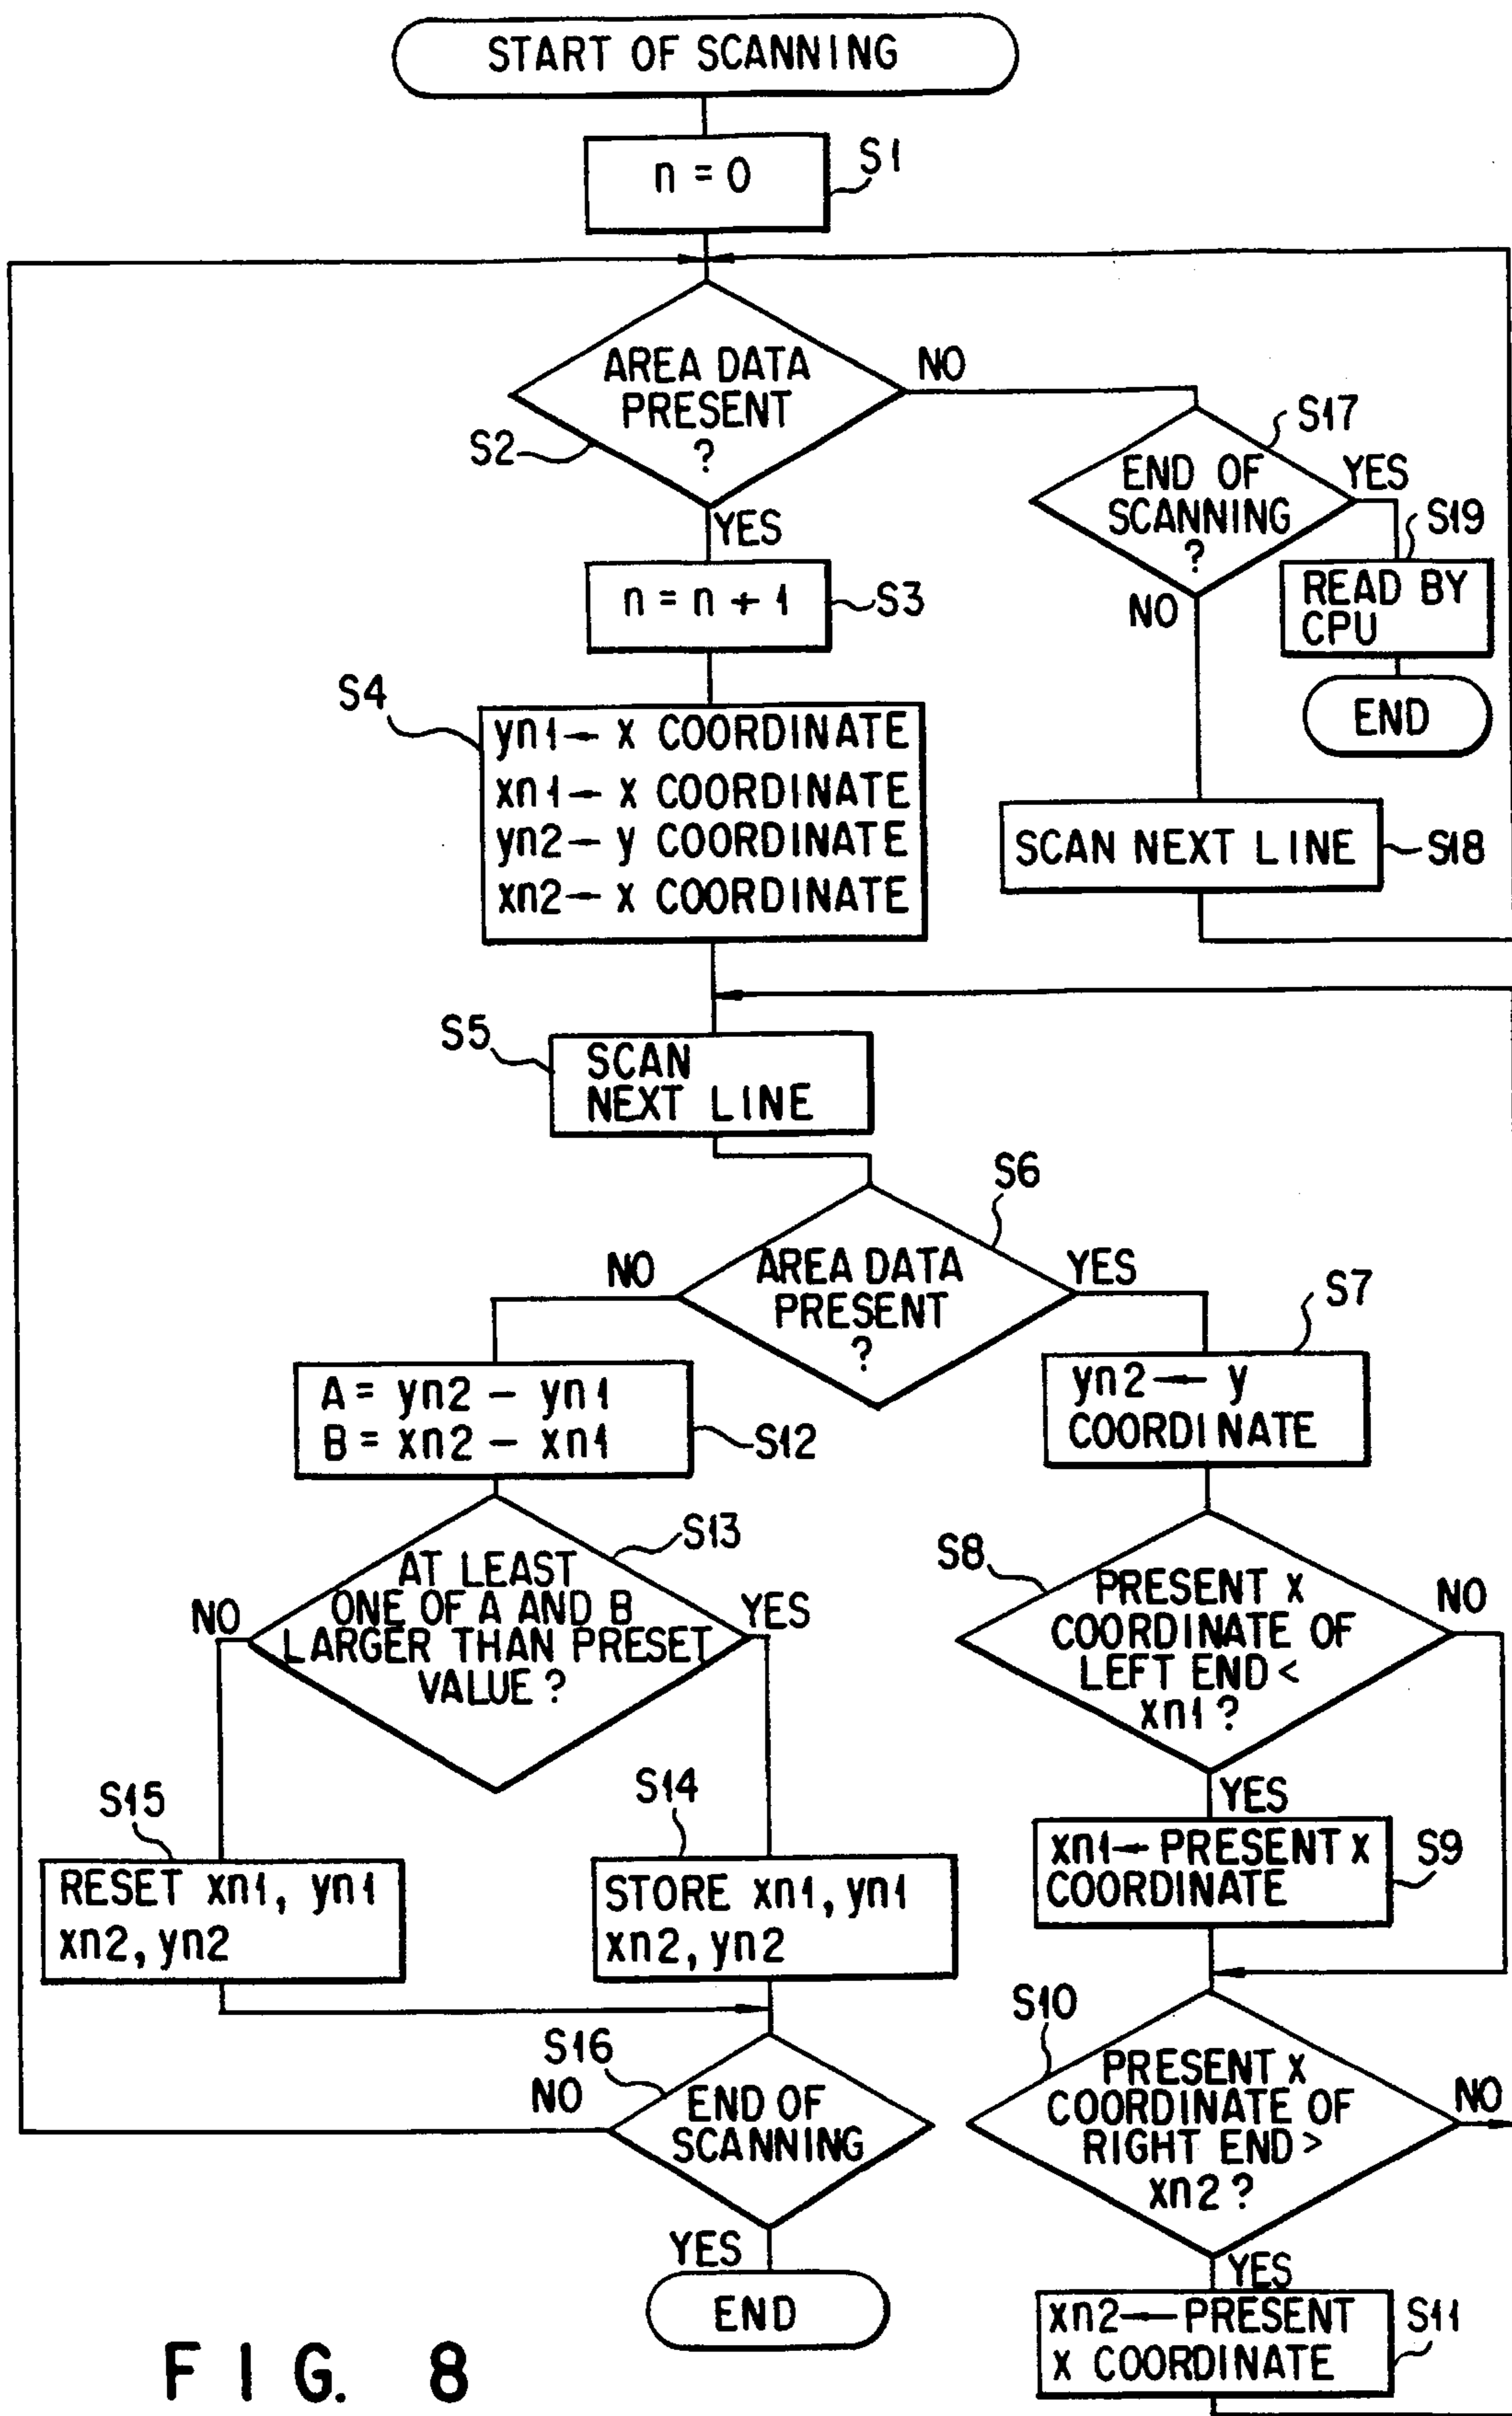 START OF SCANNING
n = 0
S1
AREA DATA
PRESENT
?
S2
NO
YES
S17
END OF
SCANNING
?
YES
NO
S19
READ BY
CPU
END
n = n + 1
S3
S4
yn1← x COORDINATE
xn1← x COORDINATE
yn2← y COORDINATE
xn2← x COORDINATE
SCAN NEXT LINE
S18
S5
SCAN
NEXT LINE
S6
AREA DATA
PRESENT
?
NO
YES
S7
yn2← y
COORDINATE
A = yn2 − yn1
B = xn2 − xn1
S12
S13
AT LEAST
ONE OF A AND B
LARGER THAN PRESET
VALUE ?
NO
YES
S8
PRESENT x
COORDINATE OF
LEFT END <
xn1 ?
NO
YES
S15
RESET xn1, yn1
xn2, yn2
S14
STORE xn1, yn1
xn2, yn2
xn1← PRESENT x
COORDINATE
S9
S10
PRESENT x
COORDINATE OF
RIGHT END >
xn2 ?
NO
YES
S16
NO
END OF
SCANNING
YES
END
xn2← PRESENT
x COORDINATE
S11
FIG. 8